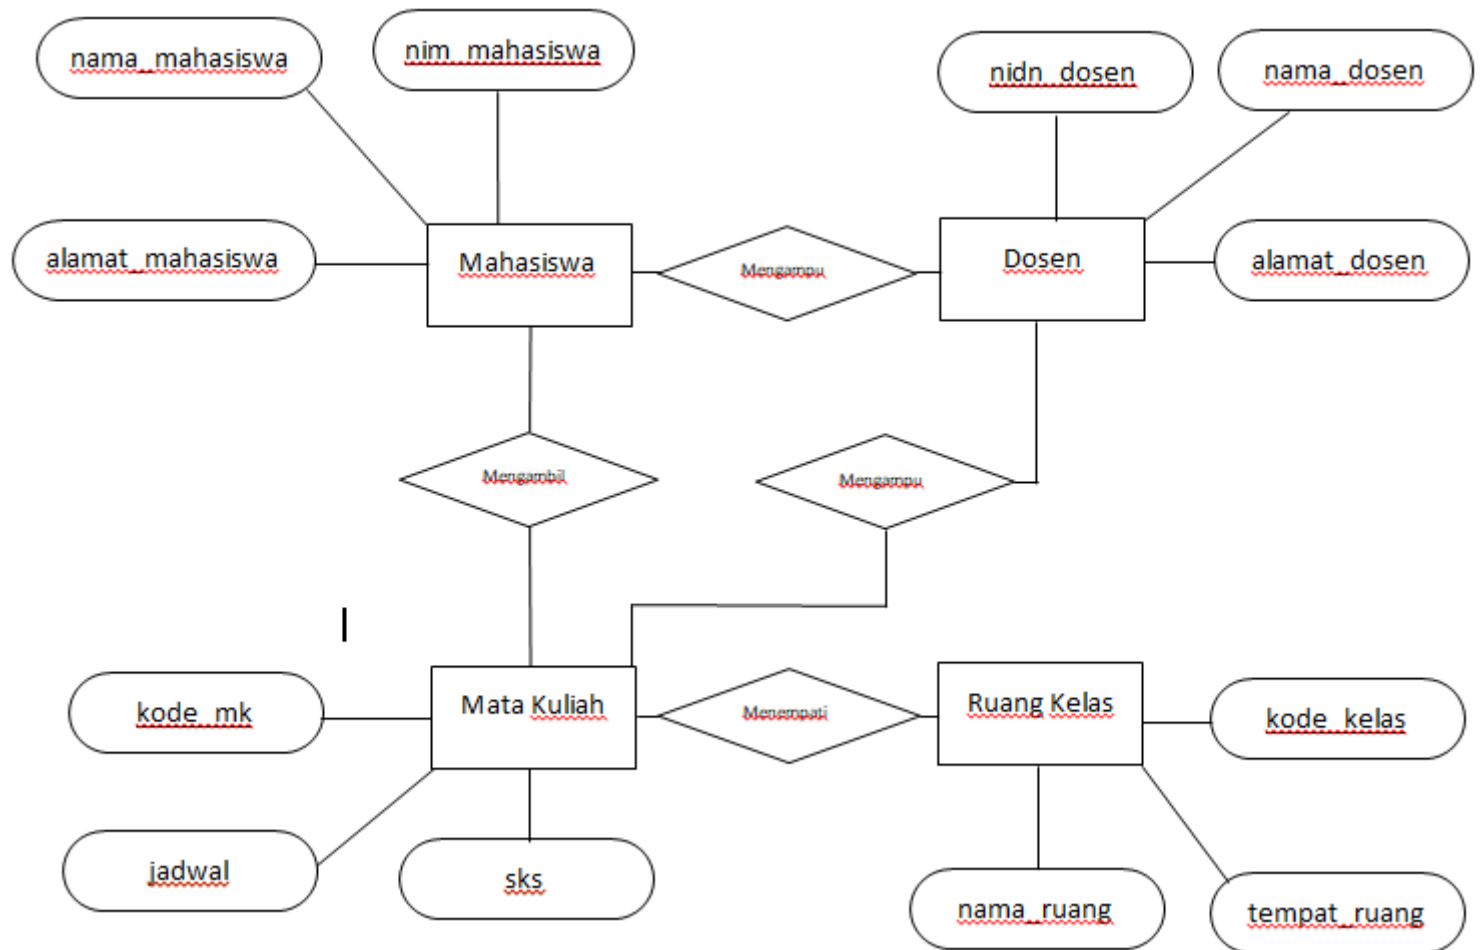 nama_mahasiswa
nim_mahasiswa
nidn_dosen
nama_dosen
alamat_mahasiswa
Mahasiswa
Mengampu
Dosen
alamat_dosen
Mengambil
Mengampu
kode_mk
Mata Kuliah
Menempati
Ruang Kelas
kode_kelas
jadwal
sks
nama_ruang
tempat_ruang